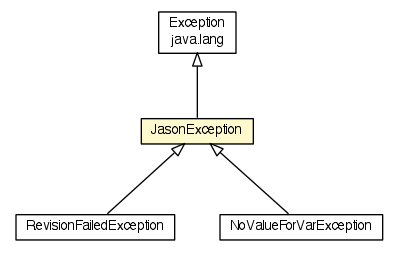 Exception
java.lang
JasonException
RevisionFailedException
NoValueForVarException